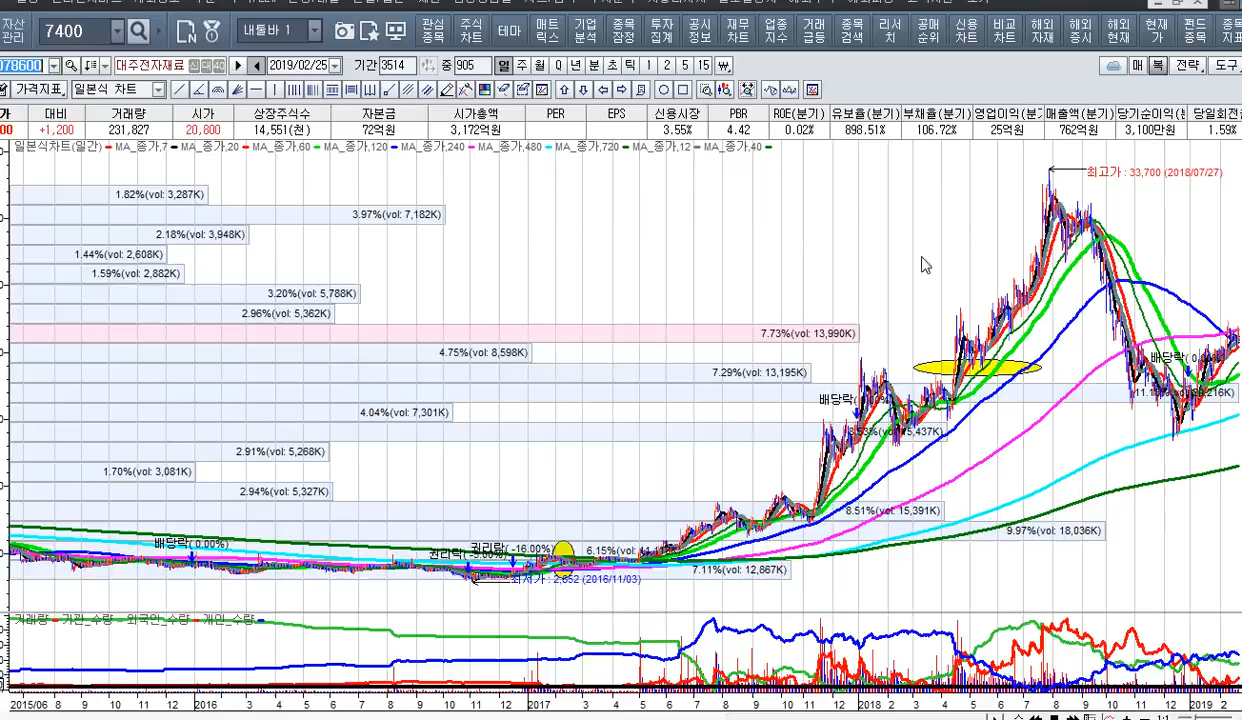 자산 관리
7400
내툴바 1
관심 종목 주식 차트 테마 매트릭스 기업 분석 종목 잠정 투자 집계 공시 정보 재무 차트 업종 지수 거래 급등 종목 검색 리서치 공매 순위 신용 차트 비교 차트 해외 자재 해외 증시 해외 현재 현재가 펀드 종목
078600 대주전자재료 신 대 40 2019/02/25 기간 3514 중 905 일 주 월 Q 년 분 초 틱 1 2 5 15 매 복 전략 도구
가격지표 일본식 차트
대비 거래량 시가 상장주식수 자본금 시가총액 PER EPS 신용시장 PBR ROE(분기) 유보율(분기) 부채율(분기) 영업이익(분기 매출액(분기) 당기순이익(분 당일회전
+1,200 231,827 20,800 14,551(천) 72억원 3,172억원 3.55% 4.42 0.02% 898.51% 106.72% 25억원 762억원 3,100만원 1.59%
일본식차트(일간) MA_종가,7 MA_종가,20 MA_종가,60 MA_종가,120 MA_종가,240 MA_종가,480 MA_종가,720 MA_종가,12 MA_종가,40
최고가 : 33,700 (2018/07/27)
1.82%(vol: 3,287K)
3.97%(vol: 7,182K)
2.18%(vol: 3,948K)
1.44%(vol: 2,608K)
1.59%(vol: 2,882K)
3.20%(vol: 5,788K)
2.96%(vol: 5,362K)
7.73%(vol: 13,990K)
4.75%(vol: 8,598K)
배당락( 0.00%)
7.29%(vol: 13,195K)
배당락(
4.04%(vol: 7,301K)
2.91%(vol: 5,268K)
1.70%(vol: 3,081K)
2.94%(vol: 5,327K)
8.51%(vol: 15,391K)
9.97%(vol: 18,036K)
배당락( 0.00%)
권리락( 권리락( -16.00%)
6.15%(vol:
7.11%(vol: 12,867K)
최저가 : 2,652 (2016/11/03)
거래량 기관_수량 외국인_수량 개인_수량
2015/06 8 9 10 11 12 2016 3 4 5 6 7 8 9 10 11 12 2017 3 4 5 6 7 8 9 10 11 12 2018 3 4 5 6 7 8 9 10 11 12 2019 2